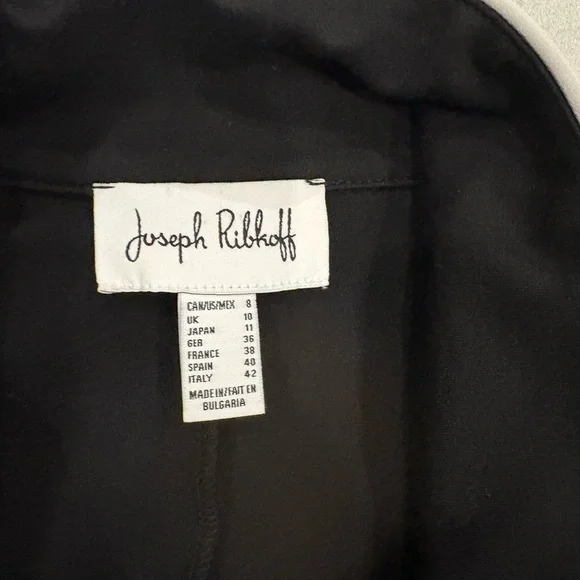 Joseph Ribkoff
CAN/US/MEX 8
UK 10
JAPAN 11
GER 36
FRANCE 38
SPAIN 40
ITALY 42
MADE IN/FAIT EN
BULGARIA